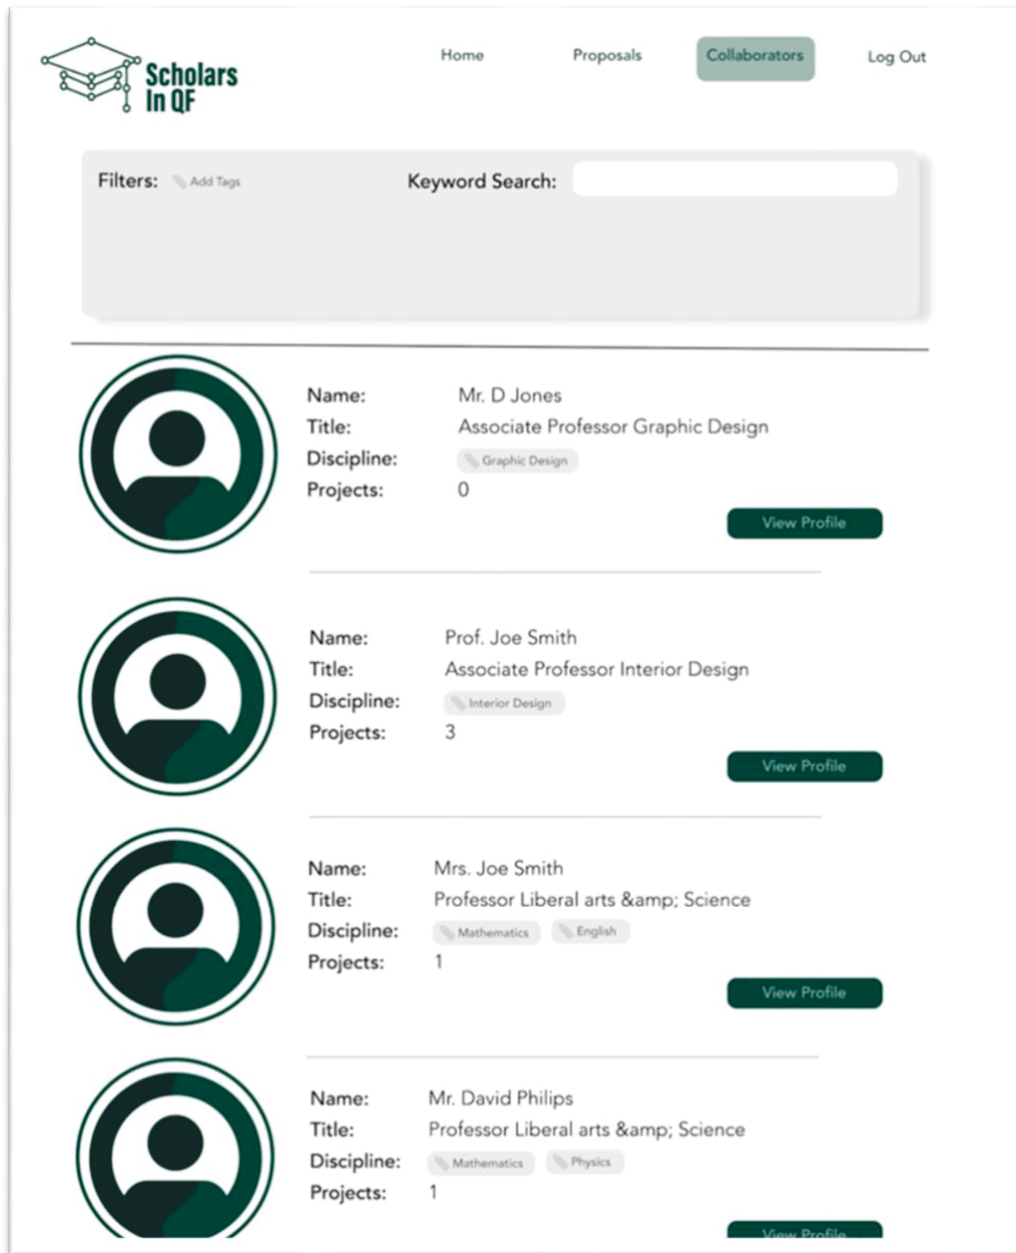 Scholars
In QF
Home Proposals Collaborators Log Out
Filters: Add Tags Keyword Search:
Name: Mr. D Jones
Title: Associate Professor Graphic Design
Discipline: Graphic Design
Projects: 0
View Profile
Name: Prof. Joe Smith
Title: Associate Professor Interior Design
Discipline: Interior Design
Projects: 3
View Profile
Name: Mrs. Joe Smith
Title: Professor Liberal arts &amp; Science
Discipline: Mathematics English
Projects: 1
View Profile
Name: Mr. David Philips
Title: Professor Liberal arts &amp; Science
Discipline: Mathematics Physics
Projects: 1
View Profile